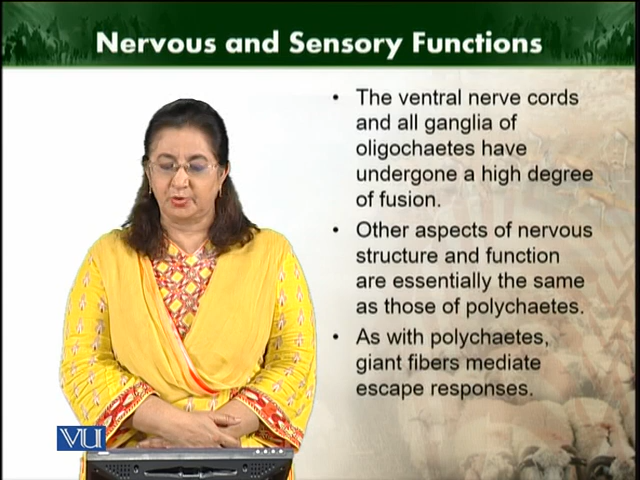 Nervous and Sensory Functions
• The ventral nerve cords
and all ganglia of
oligochaetes have
undergone a high degree
of fusion.
• Other aspects of nervous
structure and function
are essentially the same
as those of polychaetes.
• As with polychaetes,
giant fibers mediate
escape responses.
VU